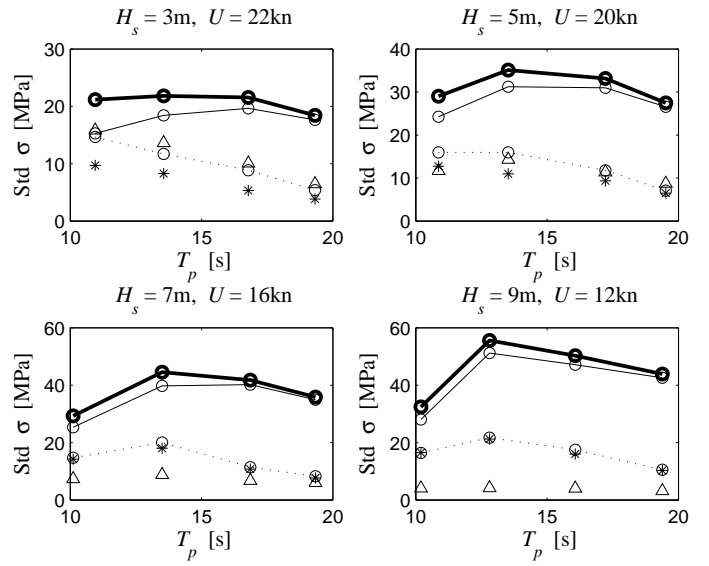 H_s = 3m, U = 22kn
H_s = 5m, U = 20kn
40
30
20
10
0
Std σ [MPa]
10
15
20
T_p [s]
40
30
20
10
0
Std σ [MPa]
10
15
20
T_p [s]
H_s = 7m, U = 16kn
H_s = 9m, U = 12kn
60
40
20
0
Std σ [MPa]
10
15
20
T_p [s]
60
40
20
0
Std σ [MPa]
10
15
20
T_p [s]